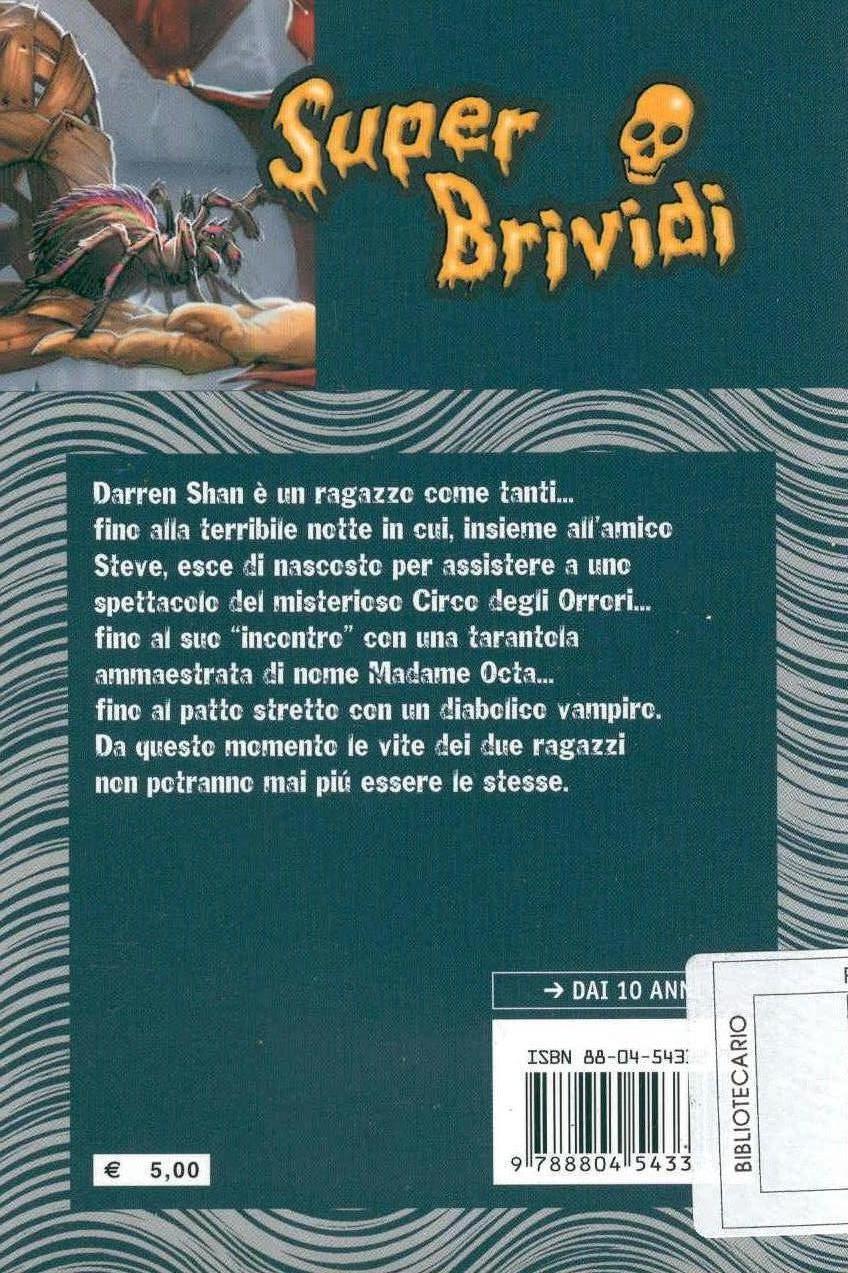 Super
Brividi
Darren Shan è un ragazzo come tanti...
fino alla terribile notte in cui, insieme all'amico
Steve, esce di nascosto per assistere a uno
spettacolo del misterioso Circo degli Orrori...
fino al suo "incontro" con una tarantola
ammaestrata di nome Madame Octa...
fino al patto stretto con un diabolico vampiro.
Da questo momento le vite dei due ragazzi
non potranno mai piú essere le stesse.
→ DAI 10 ANN
ISBN 88-04-543
9 788804 5433
€ 5,00
BIBLIOTECARIO